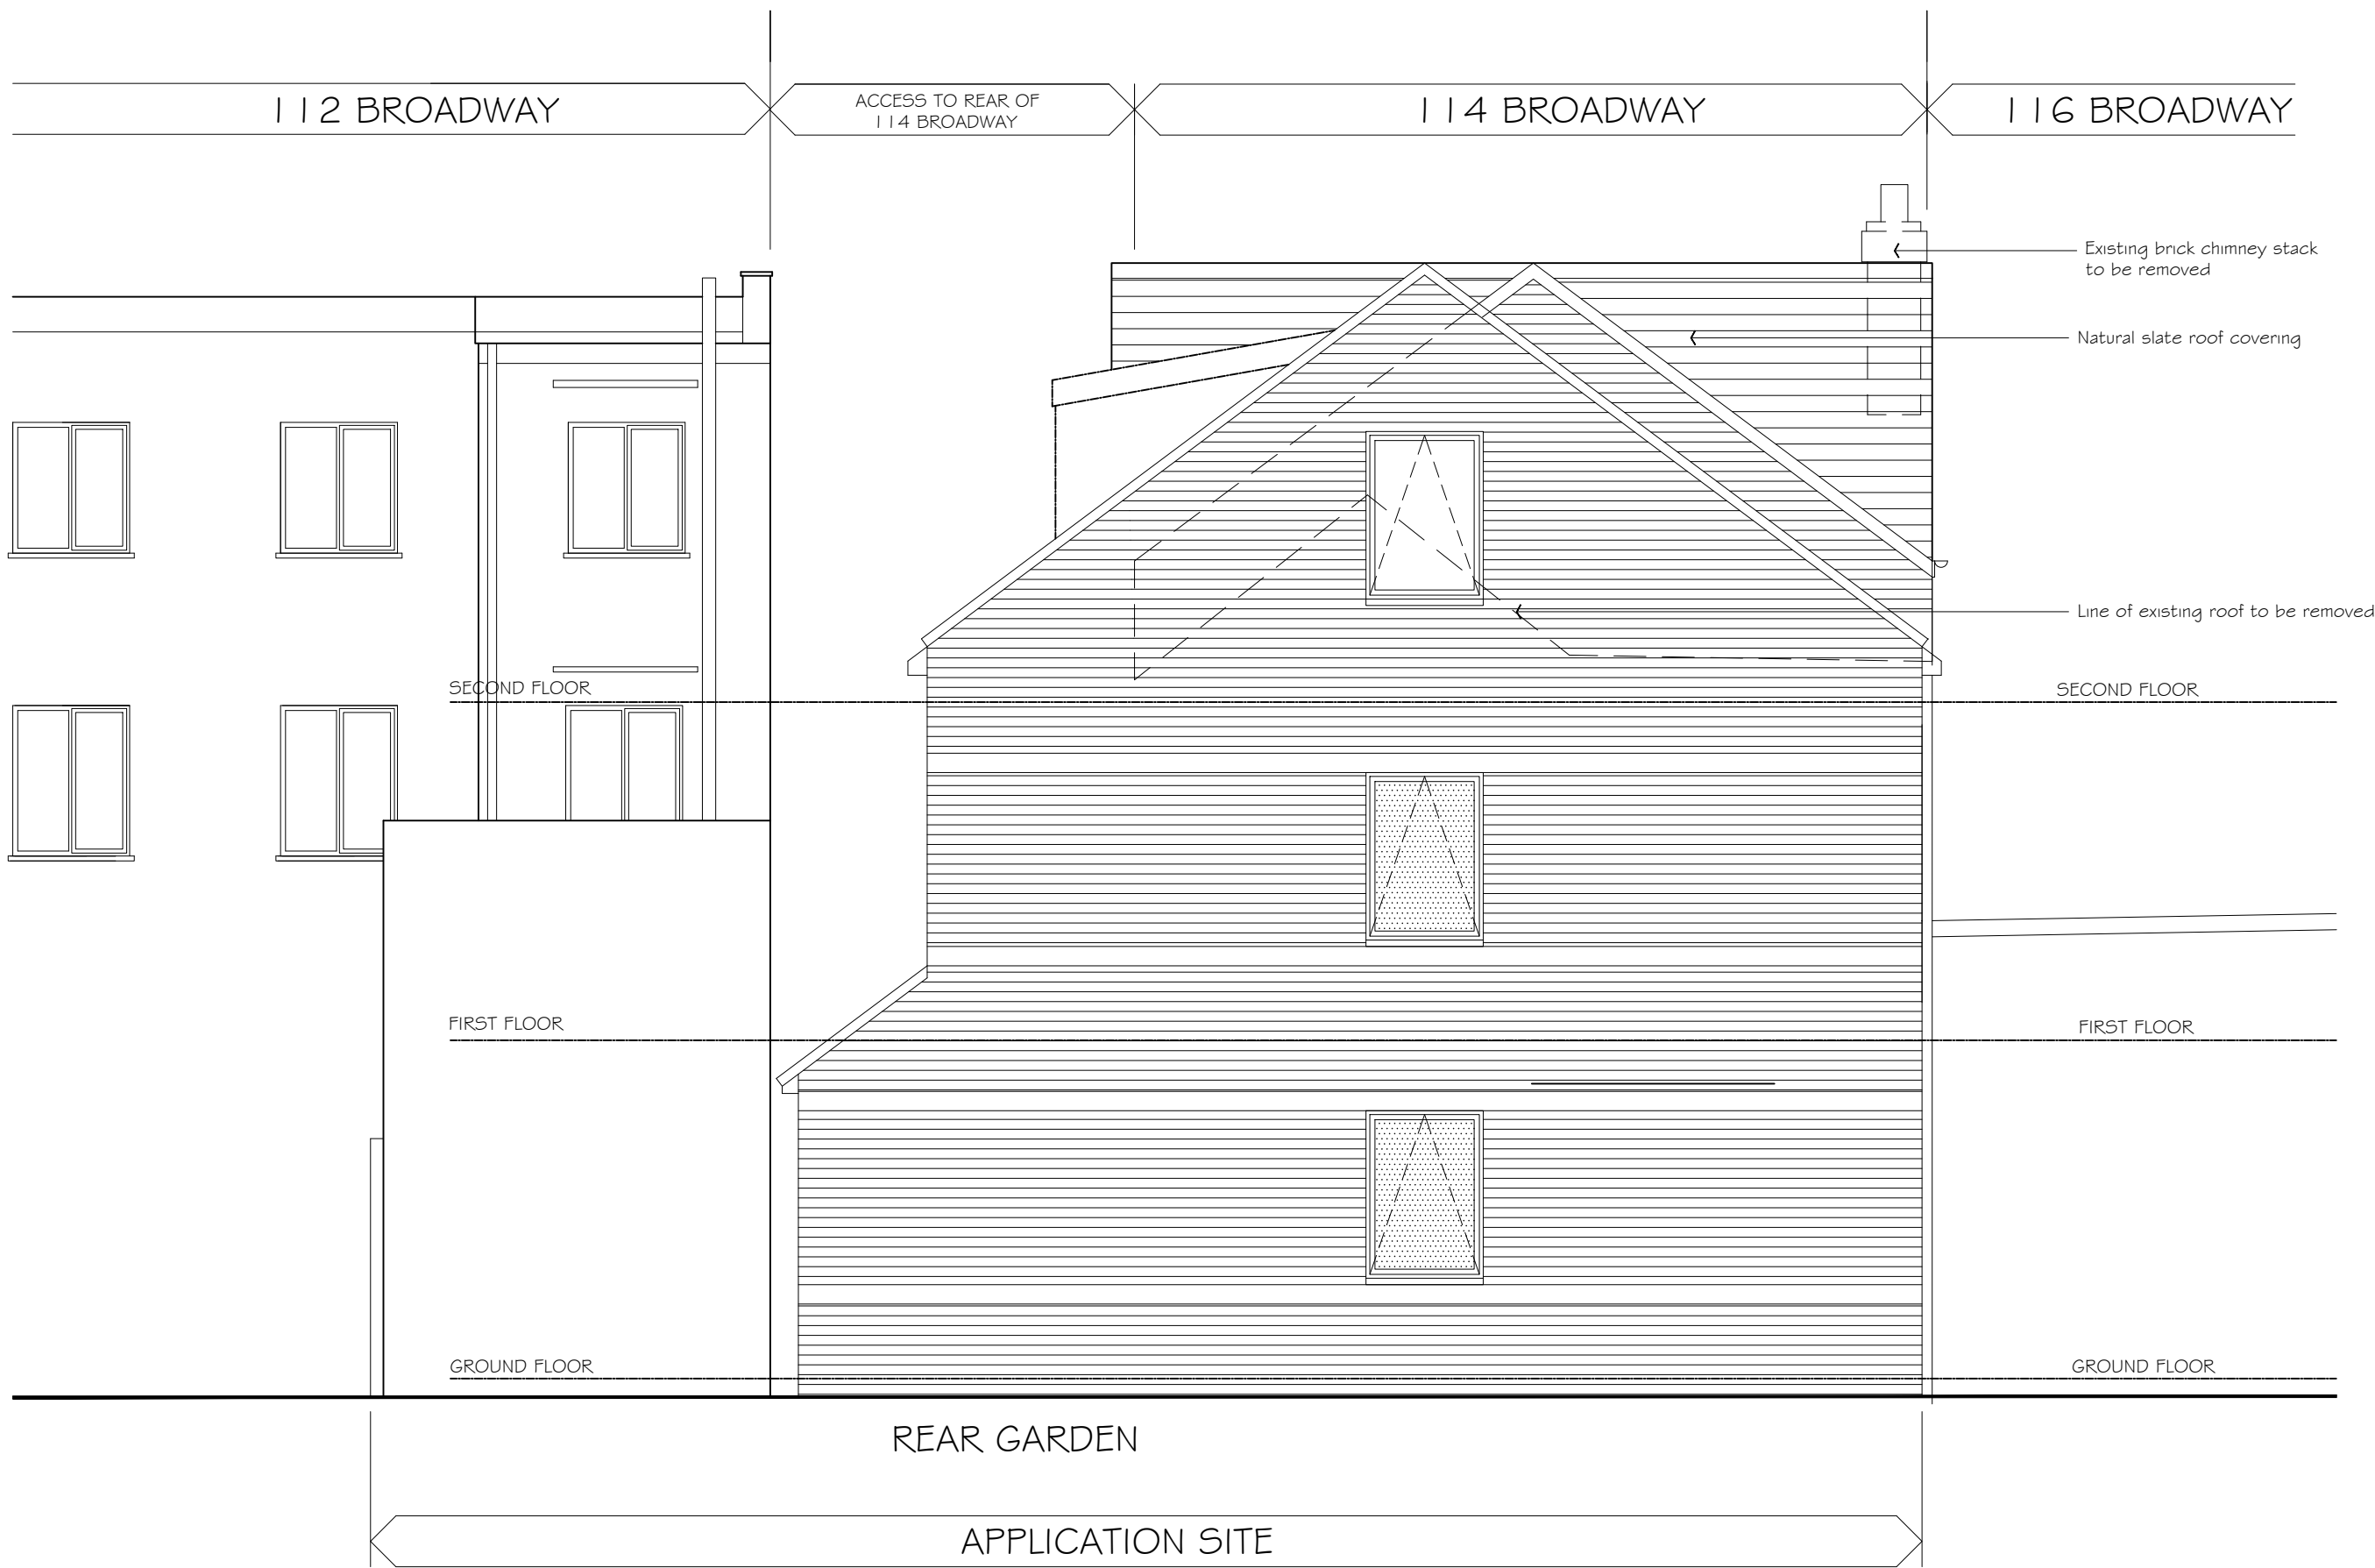 112 BROADWAY
ACCESS TO REAR OF
114 BROADWAY
114 BROADWAY
116 BROADWAY
Existing brick chimney stack
to be removed
Natural slate roof covering
Line of existing roof to be removed
SECOND FLOOR
SECOND FLOOR
FIRST FLOOR
FIRST FLOOR
GROUND FLOOR
GROUND FLOOR
REAR GARDEN
APPLICATION SITE